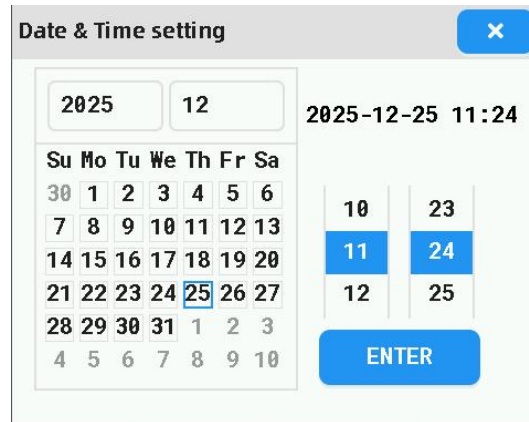 Date & Time setting
×
2025 12
2025-12-25 11:24
Su Mo Tu We Th Fr Sa
30 1 2 3 4 5 6
7 8 9 10 11 12 13
14 15 16 17 18 19 20
21 22 23 24 25 26 27
28 29 30 31 1 2 3
4 5 6 7 8 9 10
10 23
11 24
12 25
ENTER